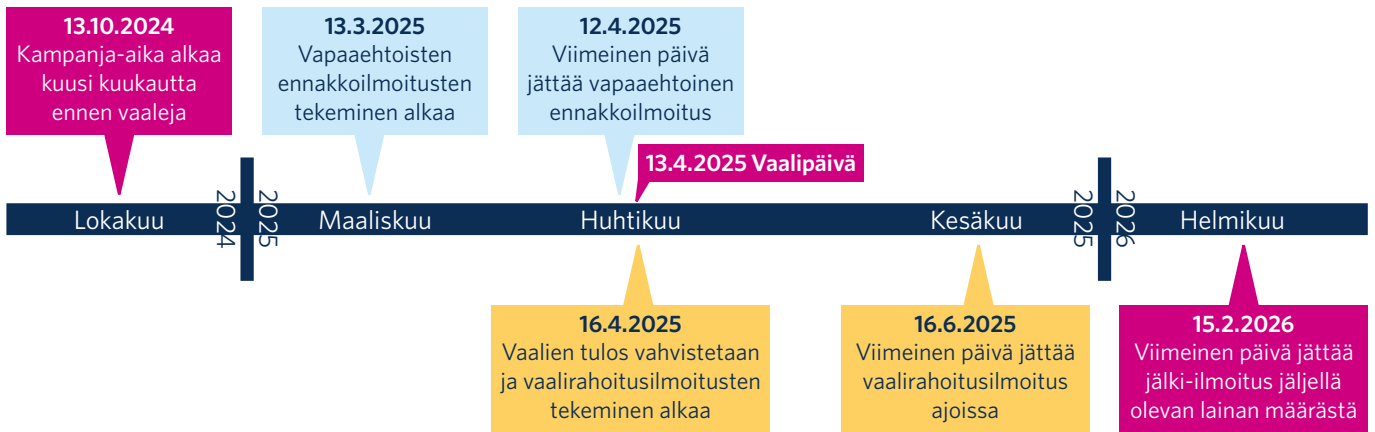 13.10.2024
Kampanja-aika alkaa
kuusi kuukautta
ennen vaaleja
13.3.2025
Vapaaehtoisten
ennakkoilmoitusten
tekeminen alkaa
12.4.2025
Viimeinen päivä
jättää vapaaehtoinen
ennakkoilmoitus
13.4.2025 Vaalipäivä
Lokakuu
2024
2025
Maaliskuu
Huhtikuu
Kesäkuu
2025
2026
Helmikuu
16.4.2025
Vaalien tulos vahvistetaan
ja vaalirahoitusilmoitusten
tekeminen alkaa
16.6.2025
Viimeinen päivä jättää
vaalirahoitusilmoitus
ajoissa
15.2.2026
Viimeinen päivä jättää
jälki-ilmoitus jäljellä
olevan lainan määrästä